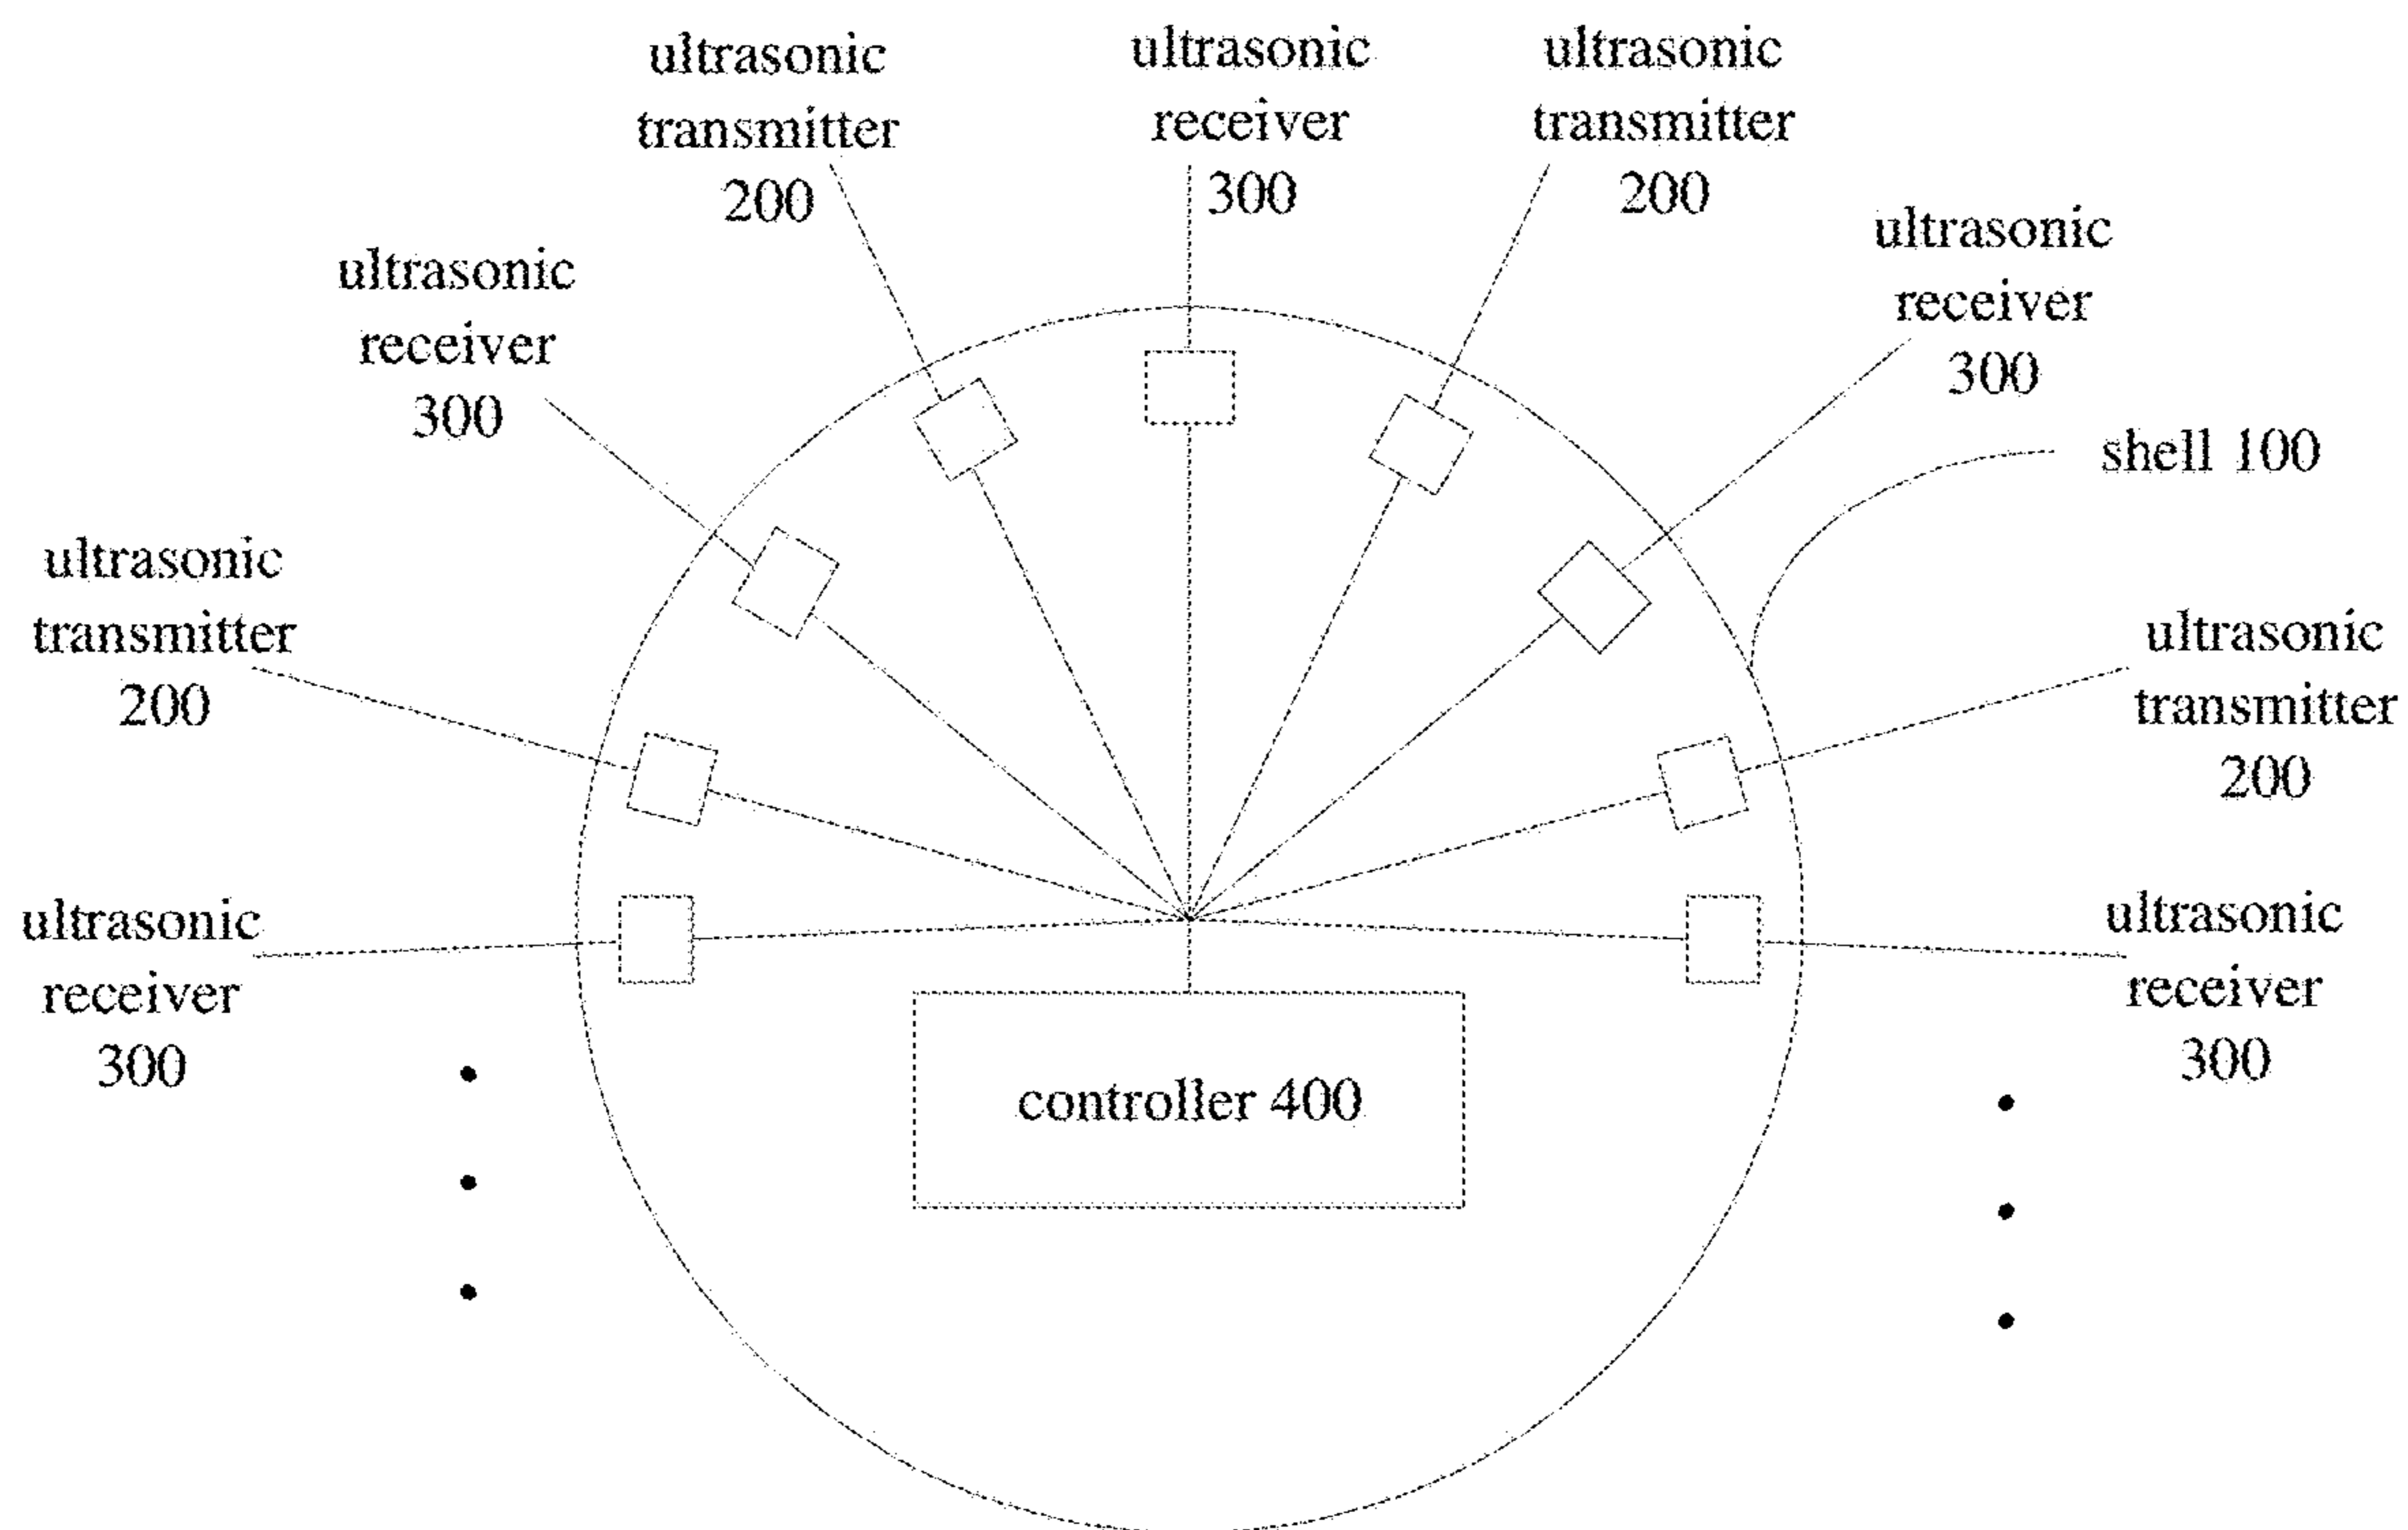 ultrasonic
transmitter
200
ultrasonic
receiver
300
ultrasonic
transmitter
200
ultrasonic
receiver
300
ultrasonic
receiver
300
shell 100
ultrasonic
transmitter
200
ultrasonic
transmitter
200
ultrasonic
receiver
300
ultrasonic
receiver
300
controller 400